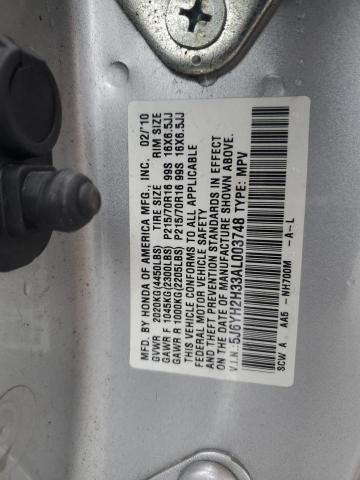 MFD. BY HONDA OF AMERICA MFG., INC. 02/'10
GVWR 2020KG(4450LBS) TIRE SIZE RIM SIZE
GAWR F 1045KG(2300LBS) P215/70R16 99S 16X6.5JJ
GAWR R 1000KG(2205LBS) P215/70R16 99S 16X6.5JJ
THIS VEHICLE CONFORMS TO ALL APPLICABLE
FEDERAL MOTOR VEHICLE SAFETY
AND THEFT PREVENTION STANDARDS IN EFFECT
ON THE DATE OF MANUFACTURE SHOWN ABOVE.
V.I.N.:5J6YH2H33AL003748 TYPE: MPV
SCW A AA5 -NH700M -A-L